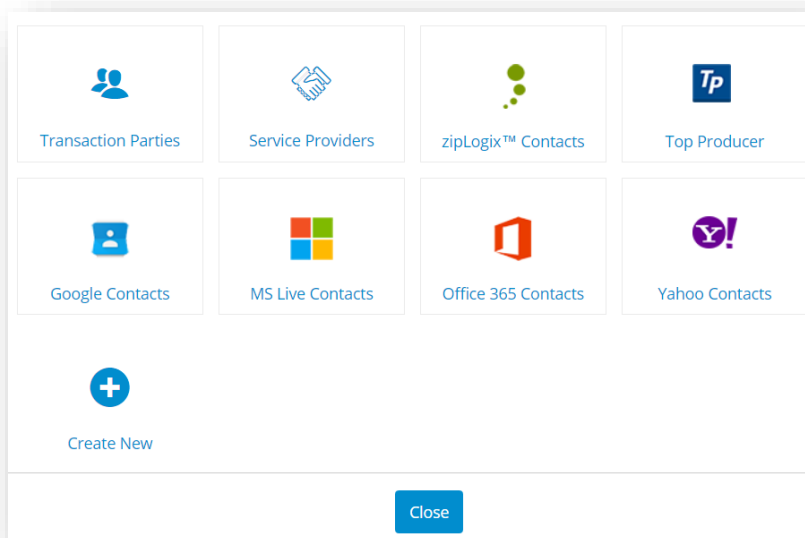 Tp
Transaction Parties
Service Providers
zipLogix™ Contacts
Top Producer
Y!
Google Contacts
MS Live Contacts
Office 365 Contacts
Yahoo Contacts
Create New
Close